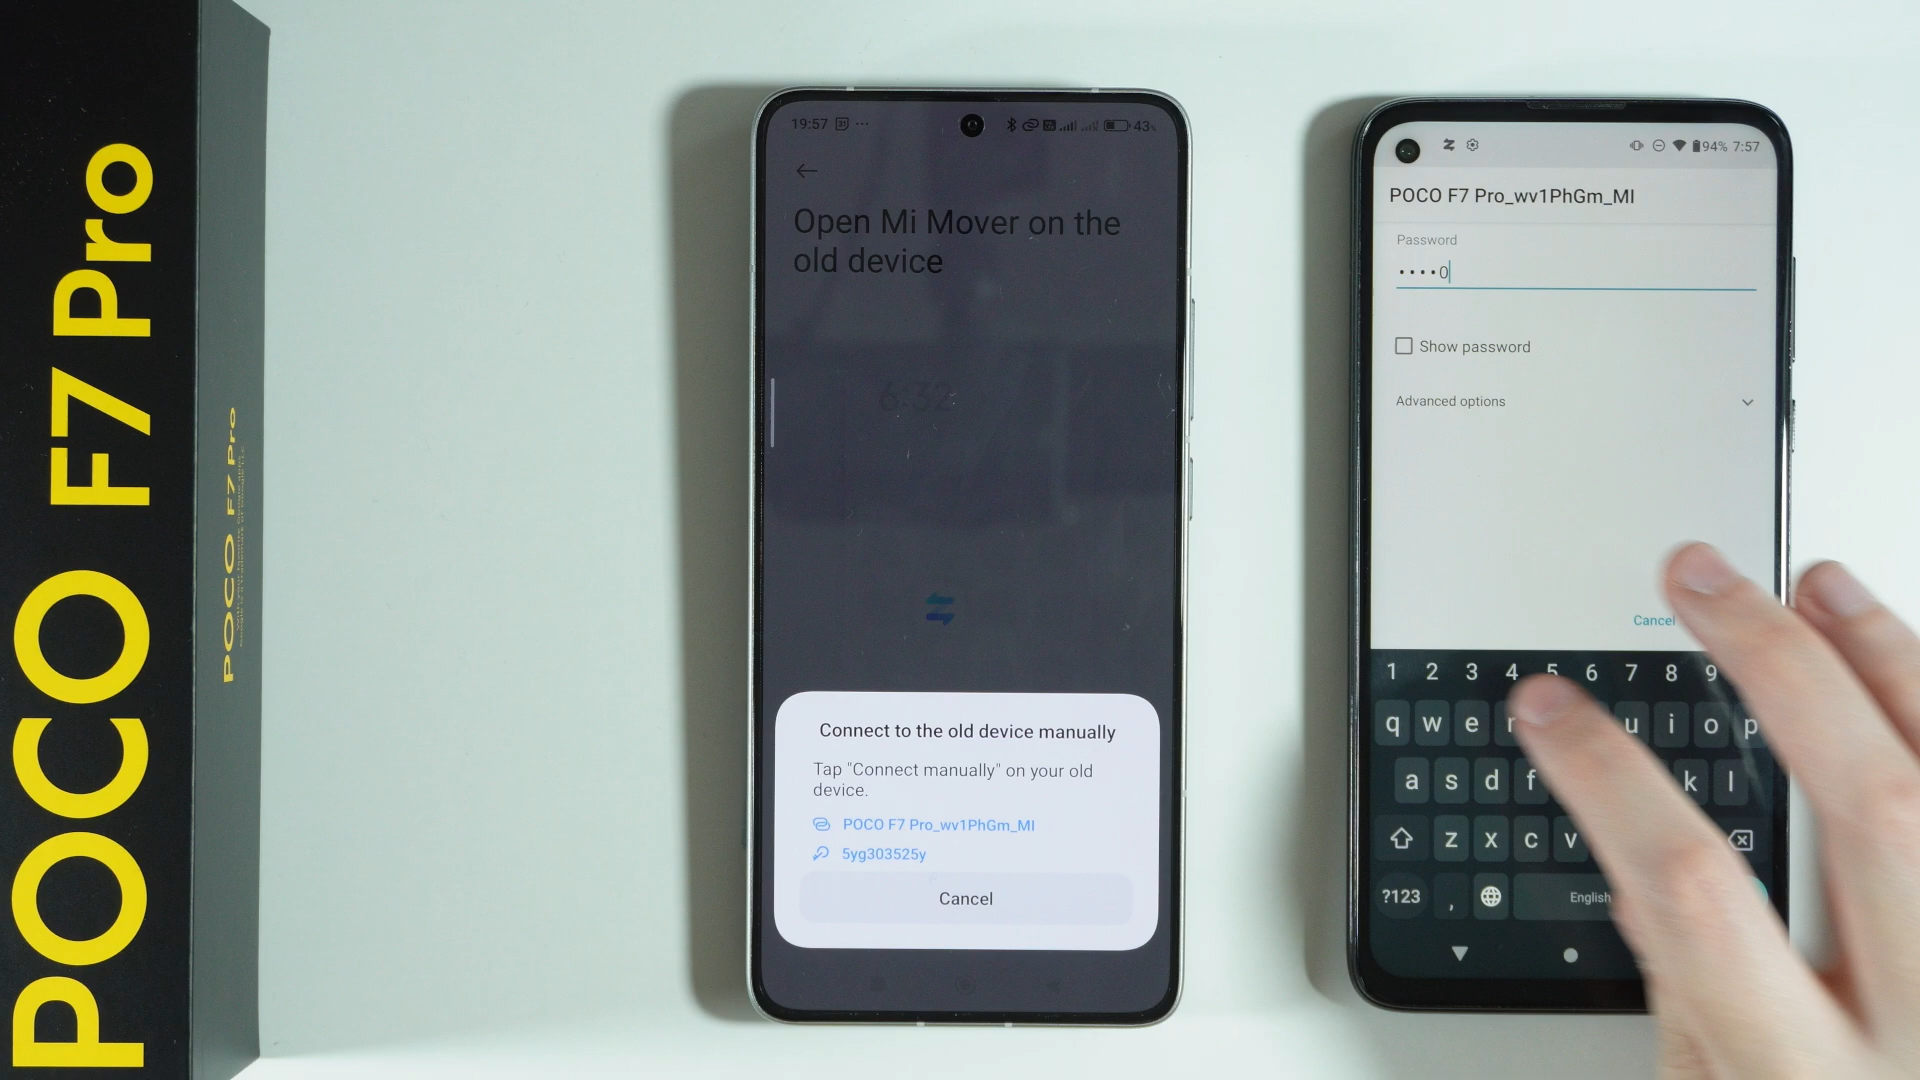 POCO F7 Pro
POCO F7 Pro
19:57
43
Open Mi Mover on the
old device
6:32
Connect to the old device manually
Tap "Connect manually" on your old
device.
POCO F7 Pro_wv1PhGm_MI
5yg303525y
Cancel
94% 7:57
POCO F7 Pro_wv1PhGm_MI
Password
••••0
Show password
Advanced options
Cancel
1 2 3 4 5 6 7 8 9
q w e r u i o p
a s d f k l
z x c v
?123 , English